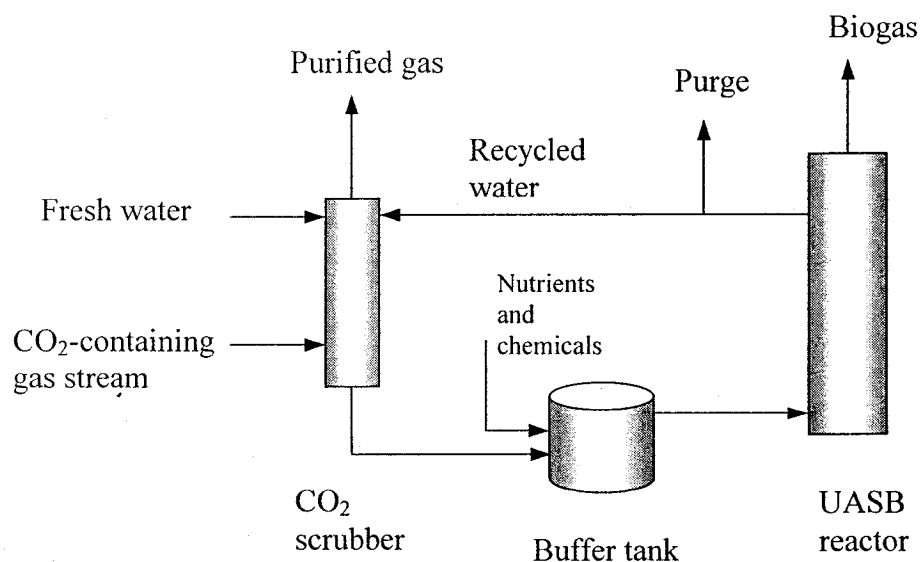 Biogas
Purified gas
Purge
Recycled
water
Fresh water
Nutrients
and
chemicals
CO₂-containing
gas stream
CO₂
scrubber
Buffer tank
UASB
reactor